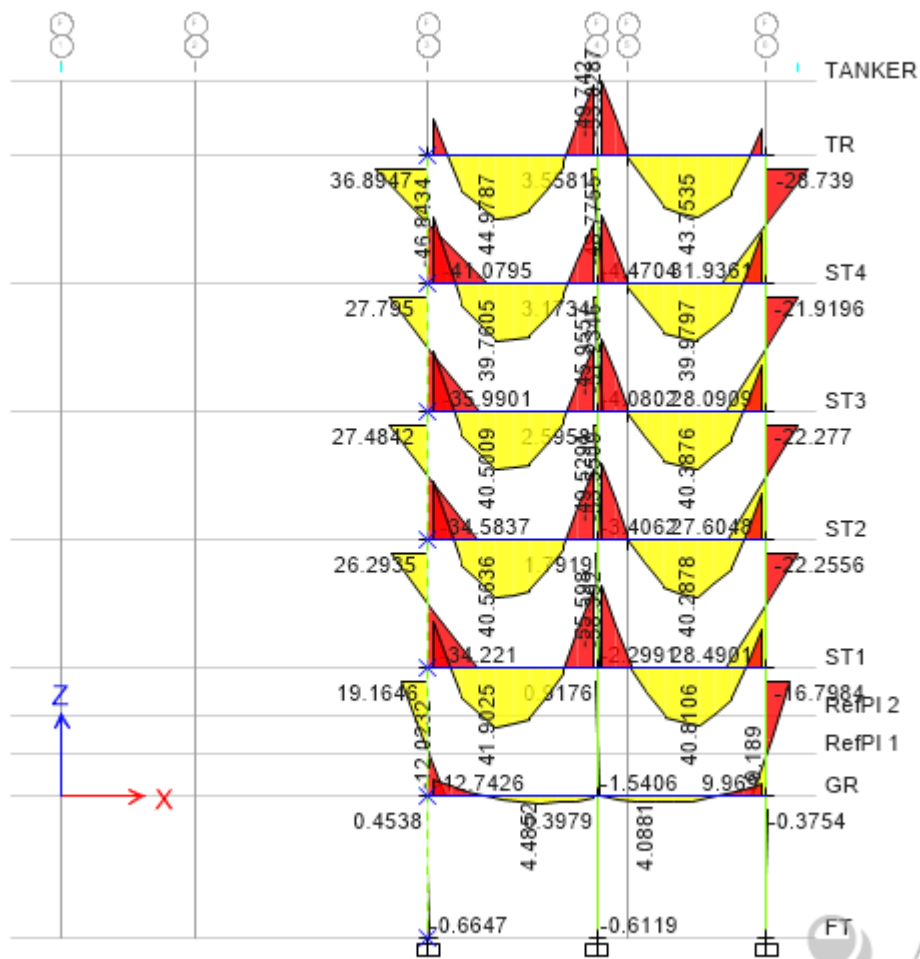 F F F F F F
1 2 3 4 5 6
TANKER
TR
36.8947 3.5581 -28.739
-46.8434 44.9787 43.7535
-41.0795 -4.4704 31.9361 ST4
27.795 3.1734 -21.9196
39.7605 39.9797
-35.9901 -4.0802 28.0909 ST3
27.4842 -22.277
40.5009 40.3876
-34.5837 -3.4062 27.6048 ST2
26.2935 1.7919 -22.2556
40.5636 40.2878
-34.221 -2.2991 28.4901 ST1
19.1646 0.9176 -16.7984
RefPl 2
41.9025 40.8106
RefPl 1
Z
-12.7426 -1.5406 GR
X
0.4538 -0.3754
4.0881
-0.6647 -0.6119 FT